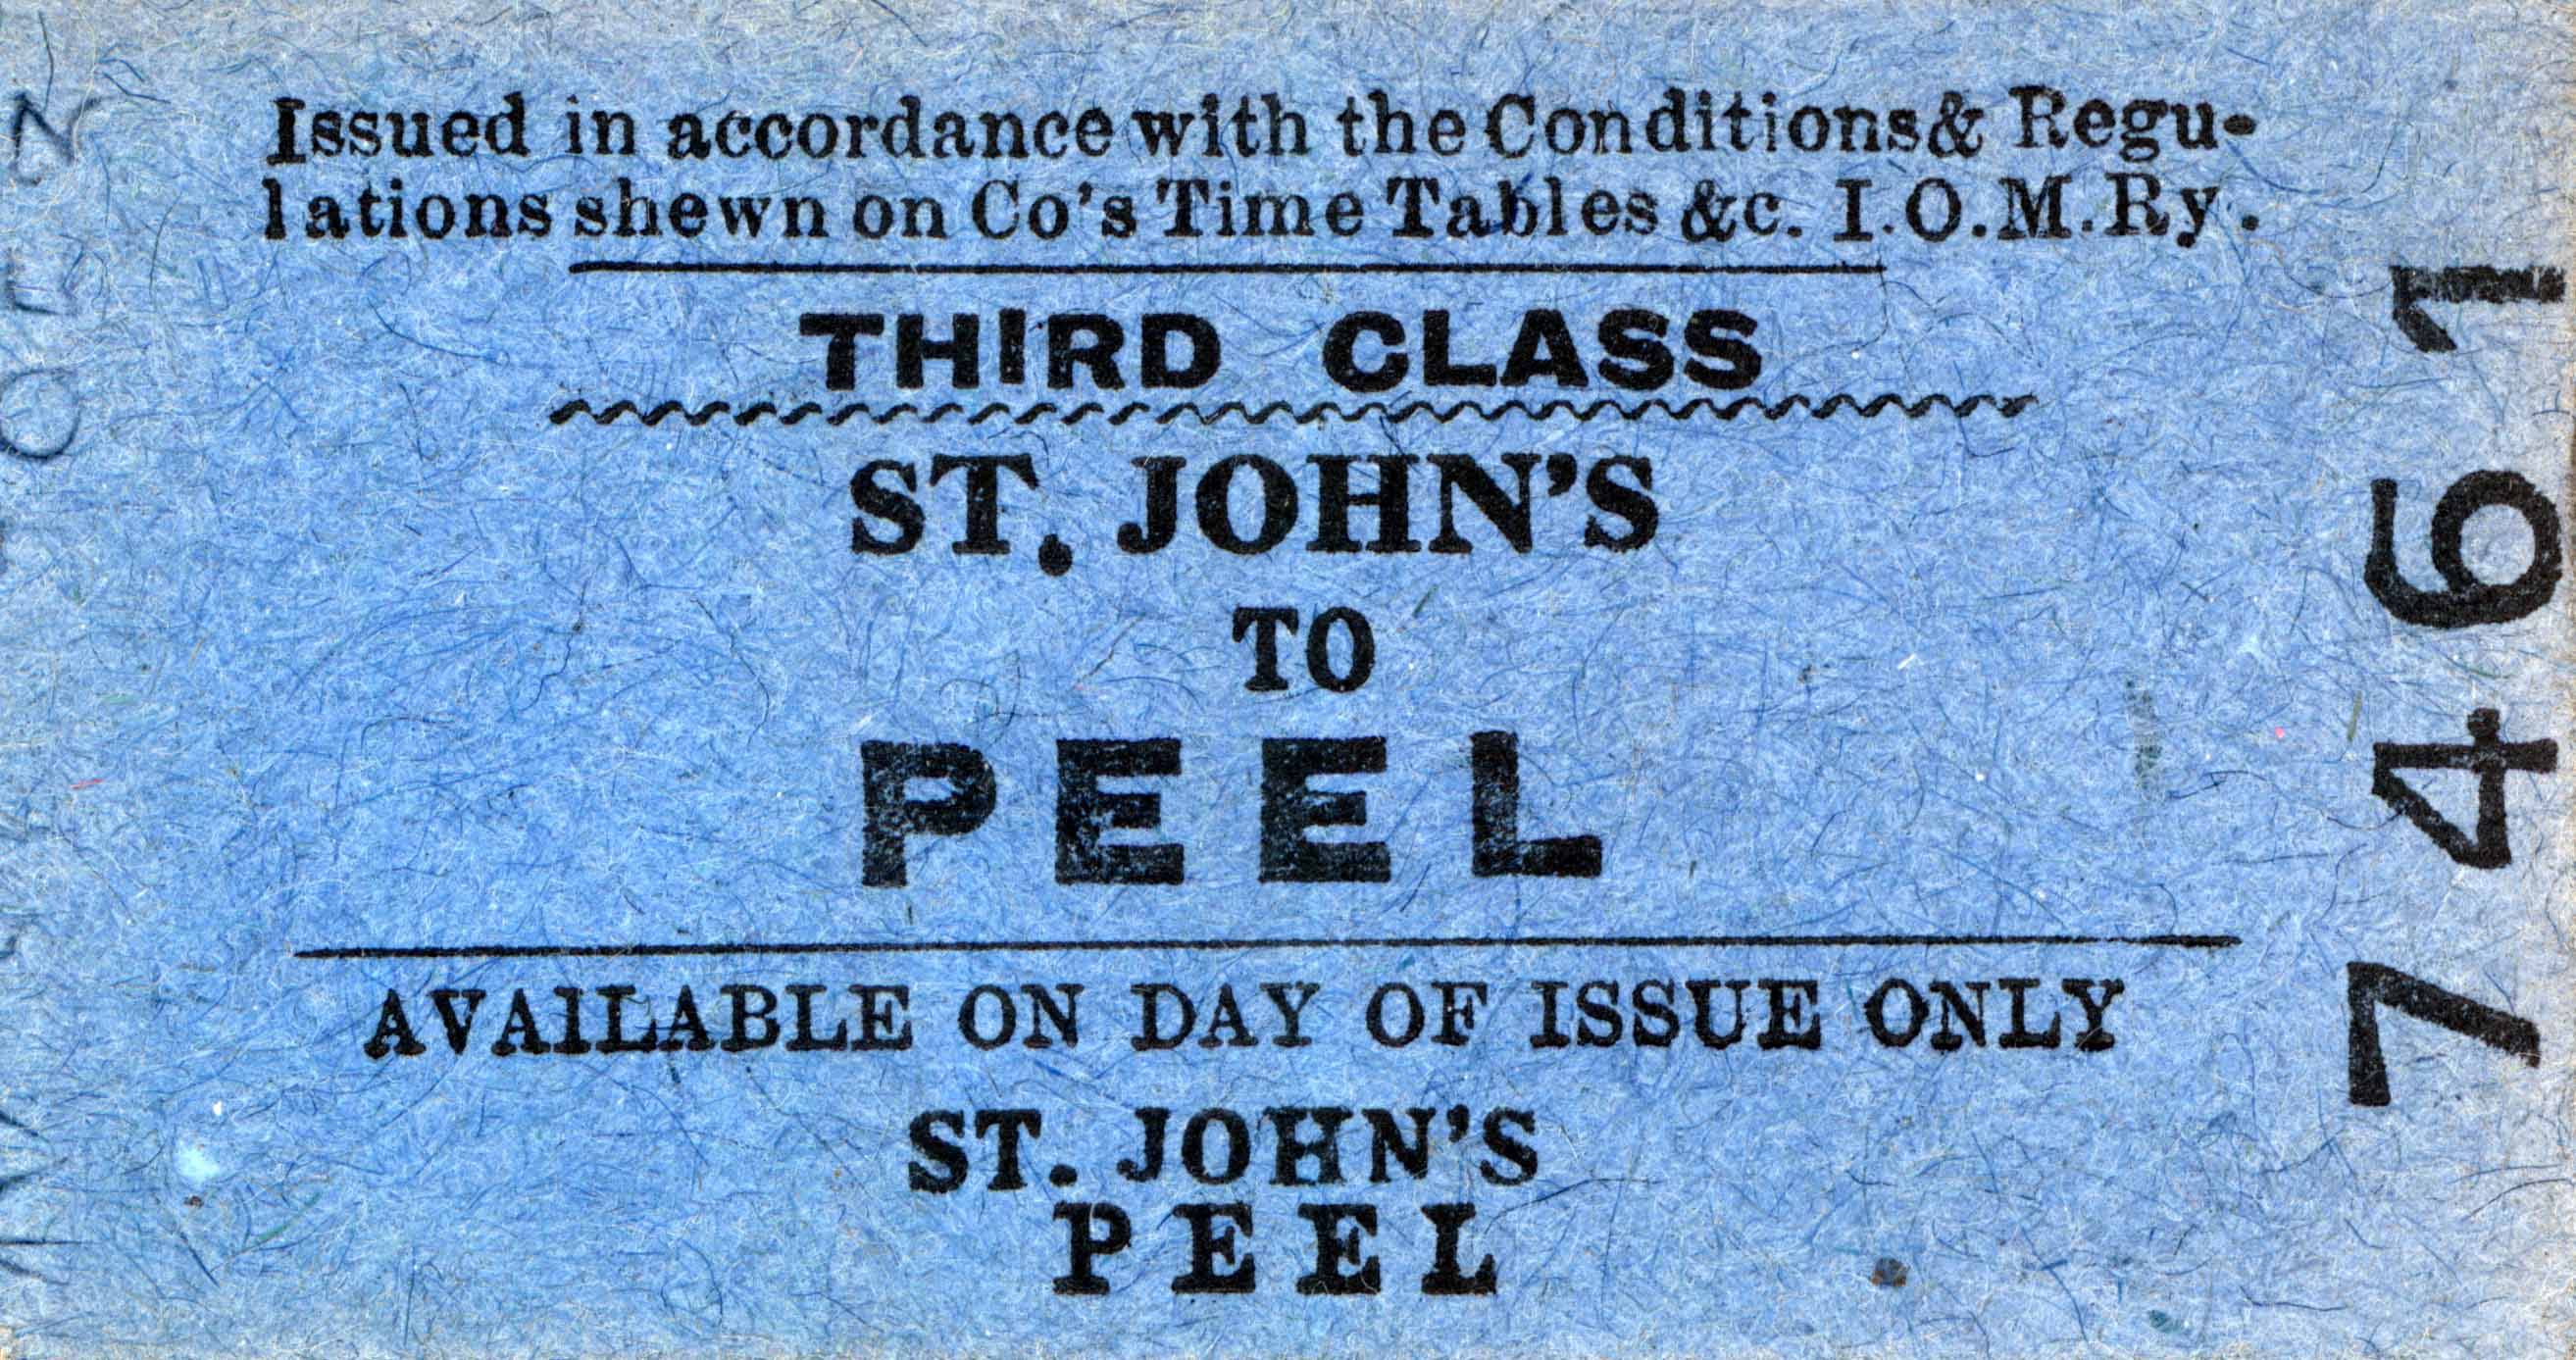 Issued in accordance with the Conditions & Regu-
lations shewn on Co's Time Tables &c. I.O.M.Ry.
THIRD CLASS
ST. JOHN'S
TO
PEEL
AVAILABLE ON DAY OF ISSUE ONLY
ST. JOHN'S
PEEL
7461